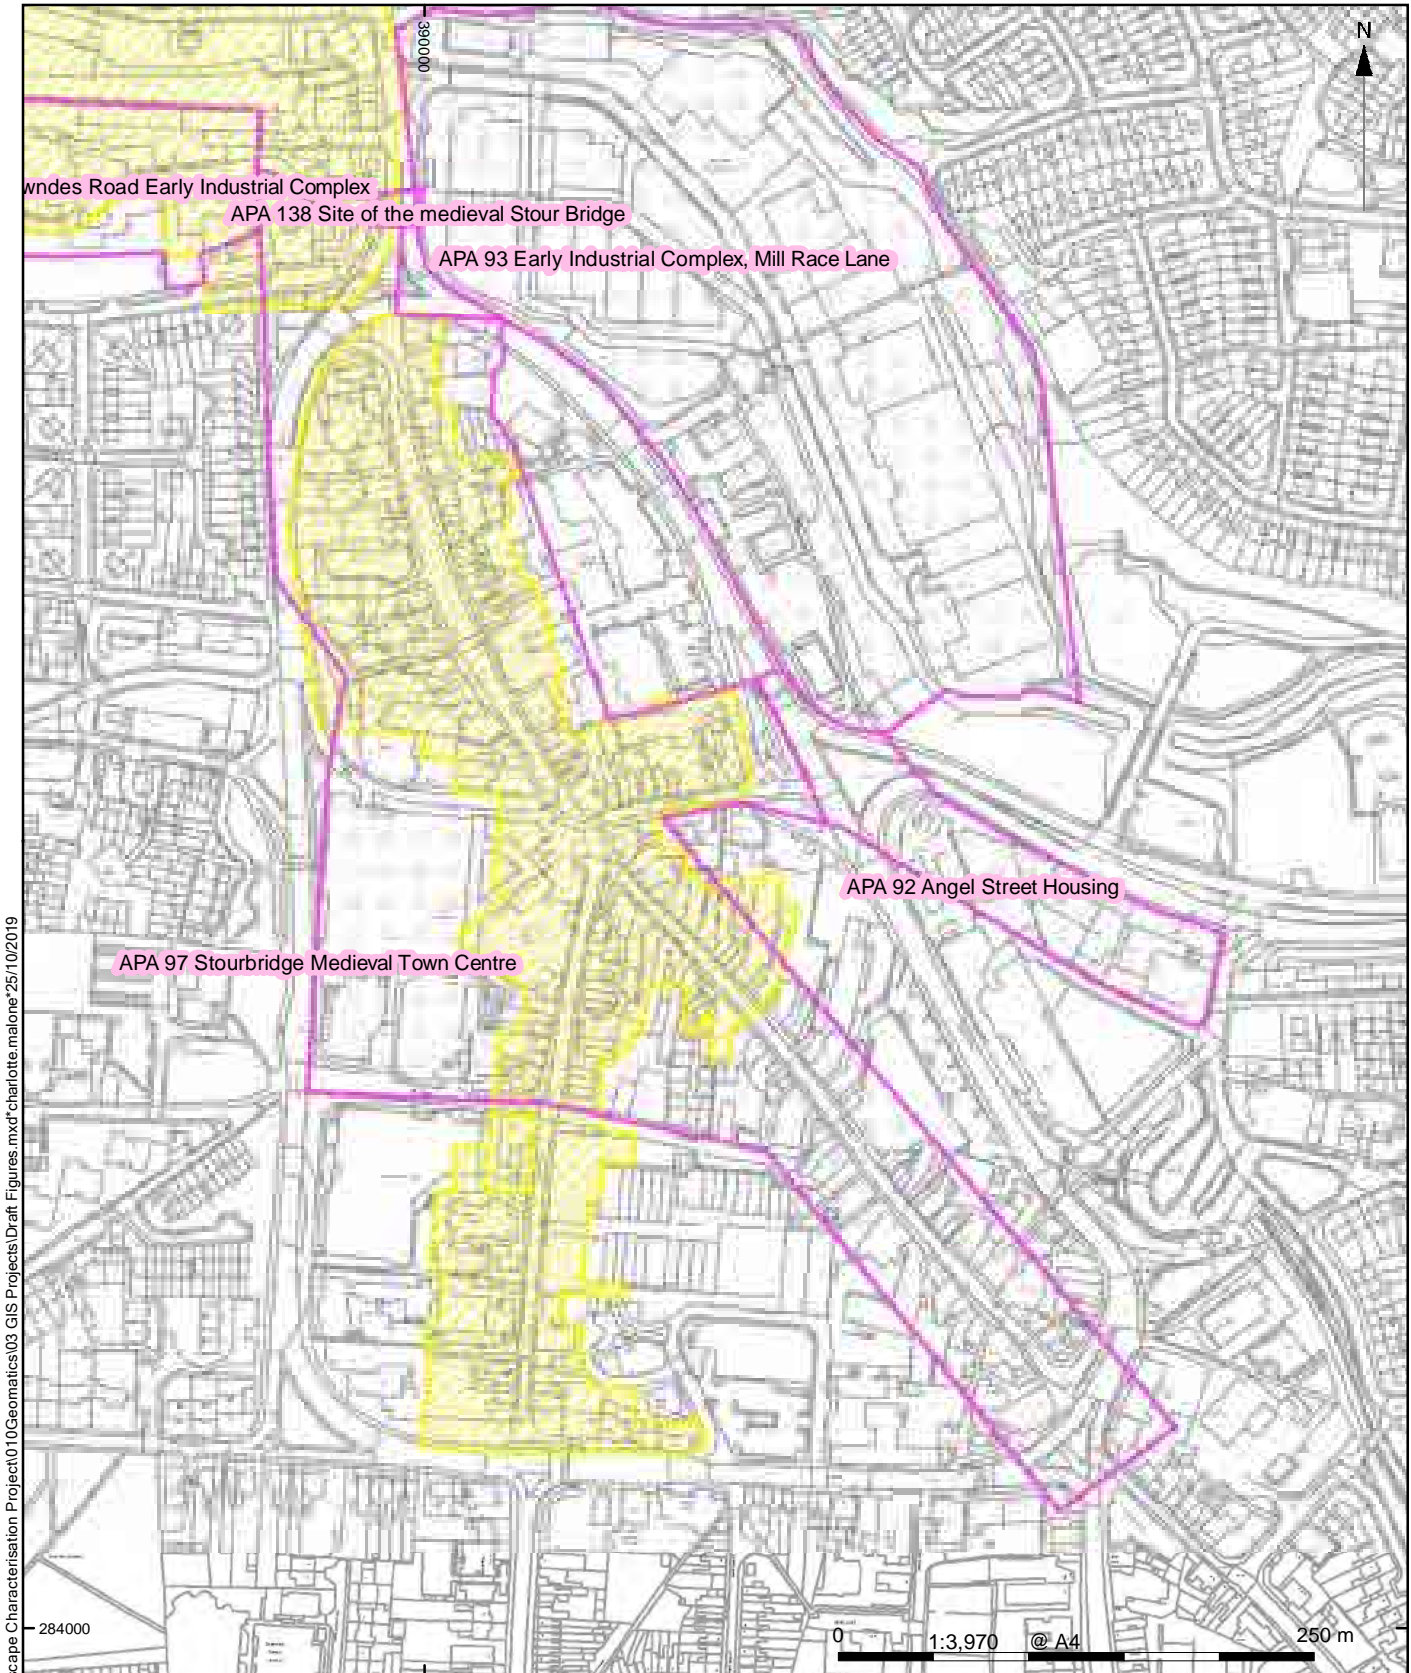 390000
N
wndes Road Early Industrial Complex
APA 138 Site of the medieval Stour Bridge
APA 93 Early Industrial Complex, Mill Race Lane
APA 92 Angel Street Housing
APA 97 Stourbridge Medieval Town Centre
scape Characterisation Project\010Geomatics\03 GIS Projects\Draft Figures.mxd*charlotte.malone*25/10/2019
284000
0 1:3,970 @ A4 250 m